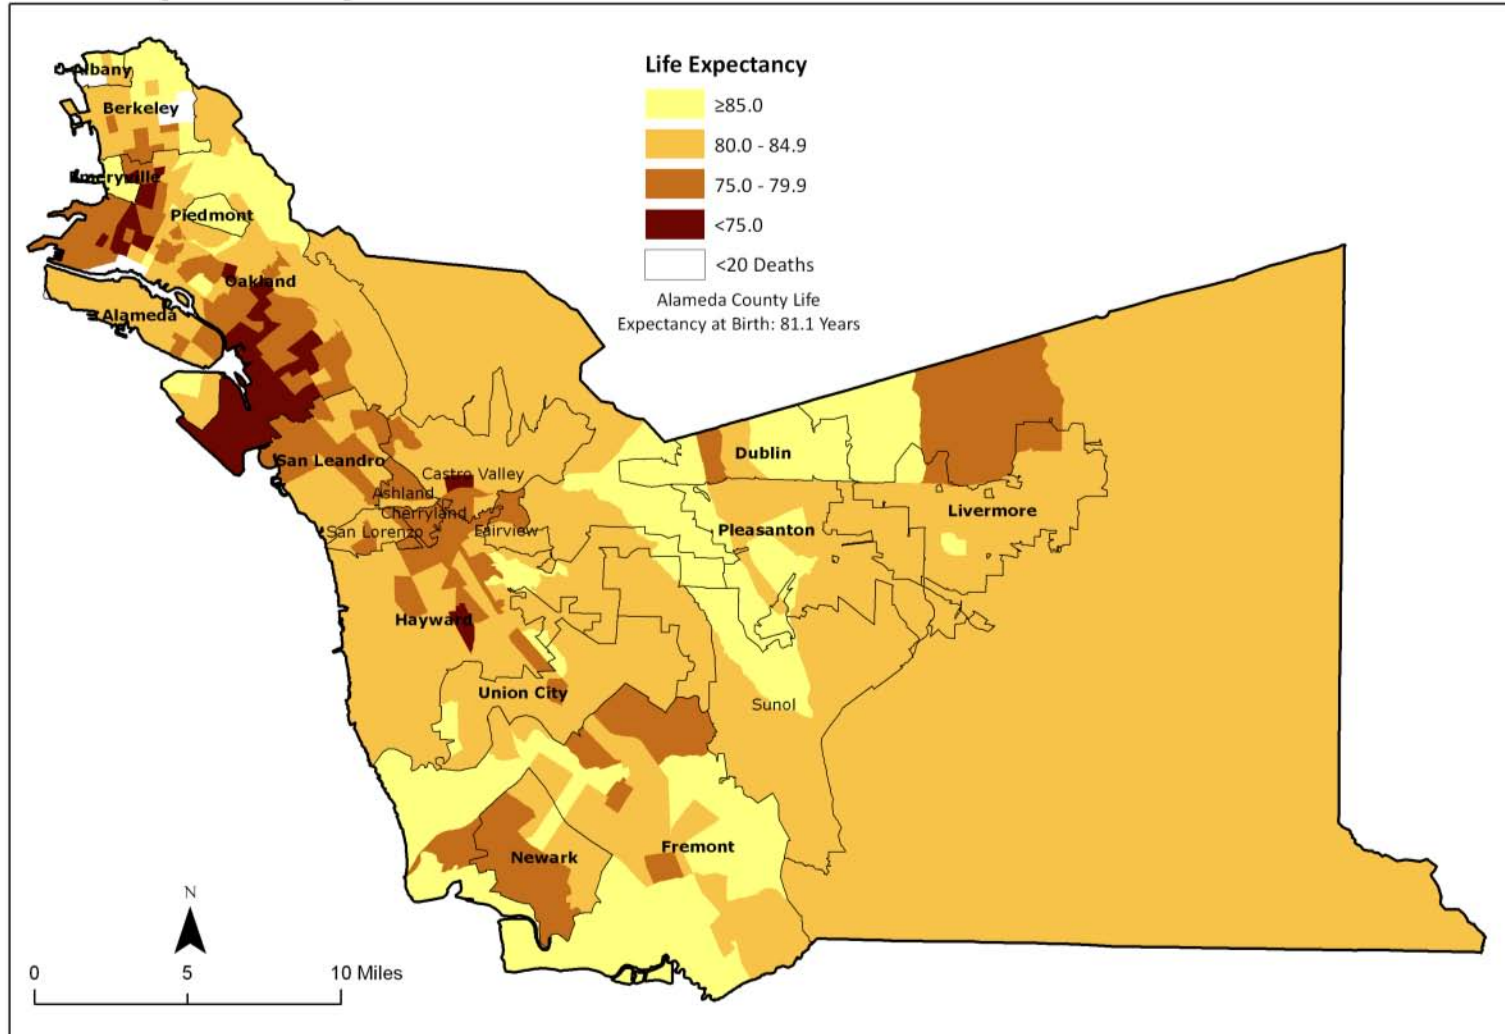 Life Expectancy
≥85.0
80.0 - 84.9
75.0 - 79.9
<75.0
<20 Deaths
Alameda County Life
Expectancy at Birth: 81.1 Years
Albany
Berkeley
Emeryville
Piedmont
Oakland
Alameda
San Leandro
Castro Valley
Ashland
Cherryland
San Lorenzo
Fairview
Dublin
Livermore
Pleasanton
Hayward
Union City
Sunol
Newark
Fremont
N
0 5 10 Miles